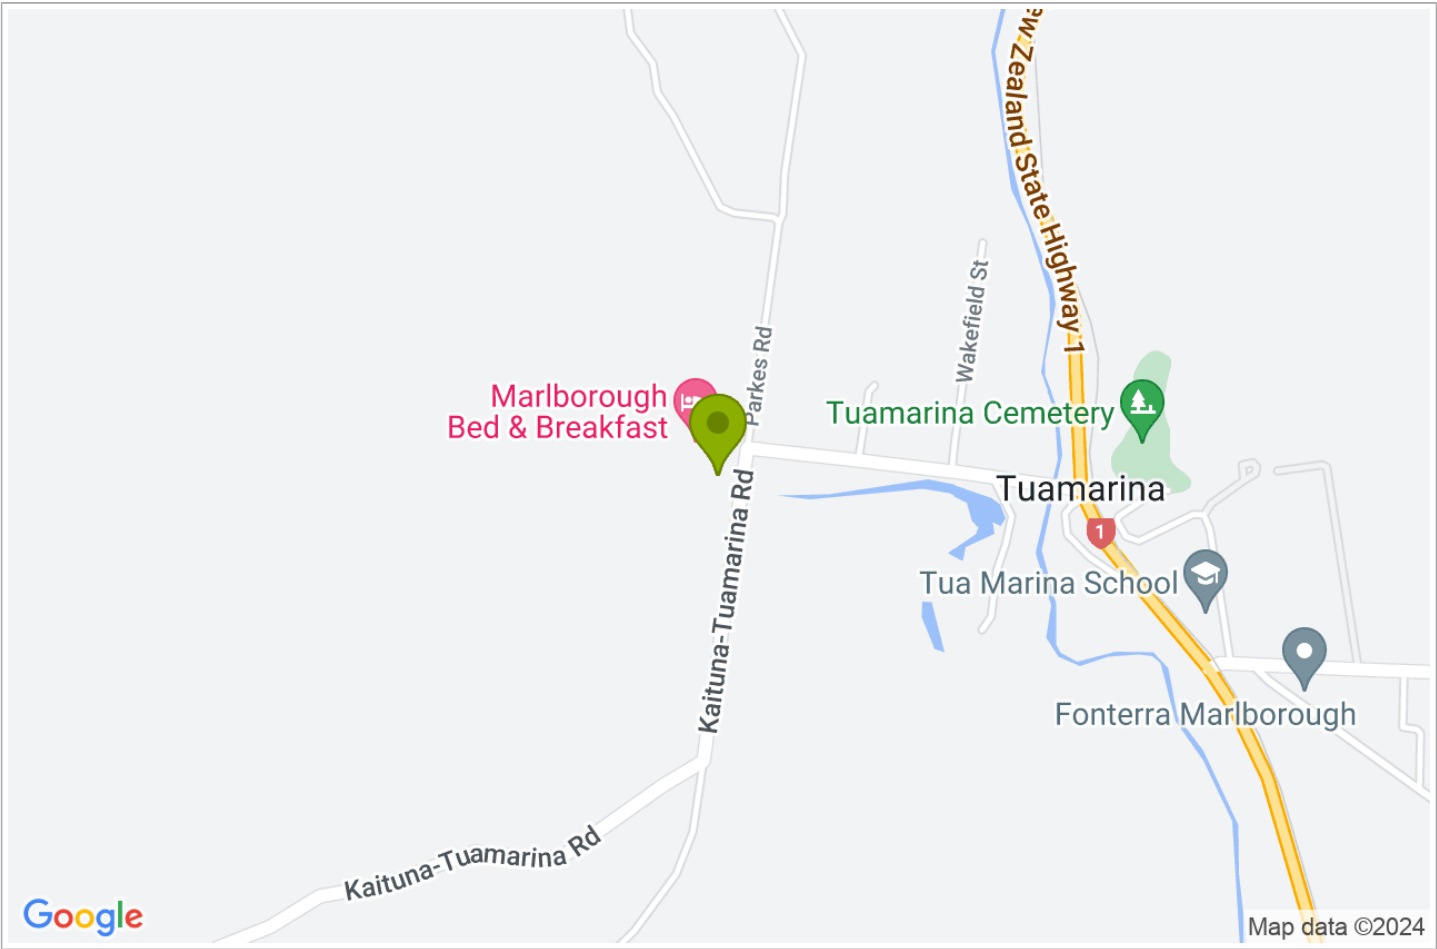 ew Zealand State Highway 1
Wakefield St
Parkes Rd
Marlborough
Bed & Breakfast
Tuamarina Cemetery
Tuamarina
1
Kaituna-Tuamarina Rd
Tua Marina School
Fonterra Marlborough
Kaituna-Tuamarina Rd
Google
Map data ©2024